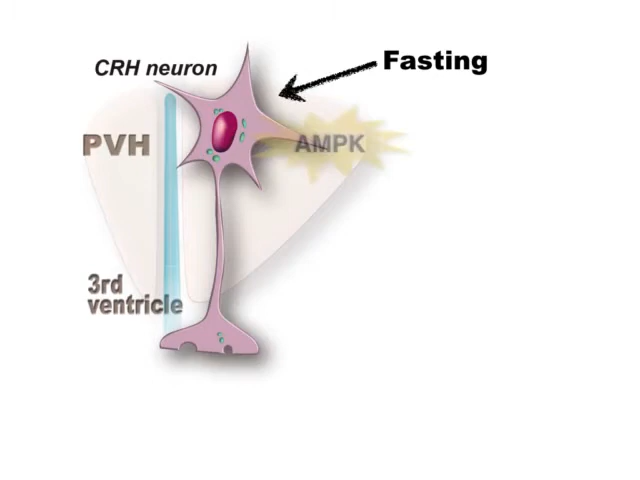 Fasting
CRH neuron
PVH
AMPK
3rd
ventricle